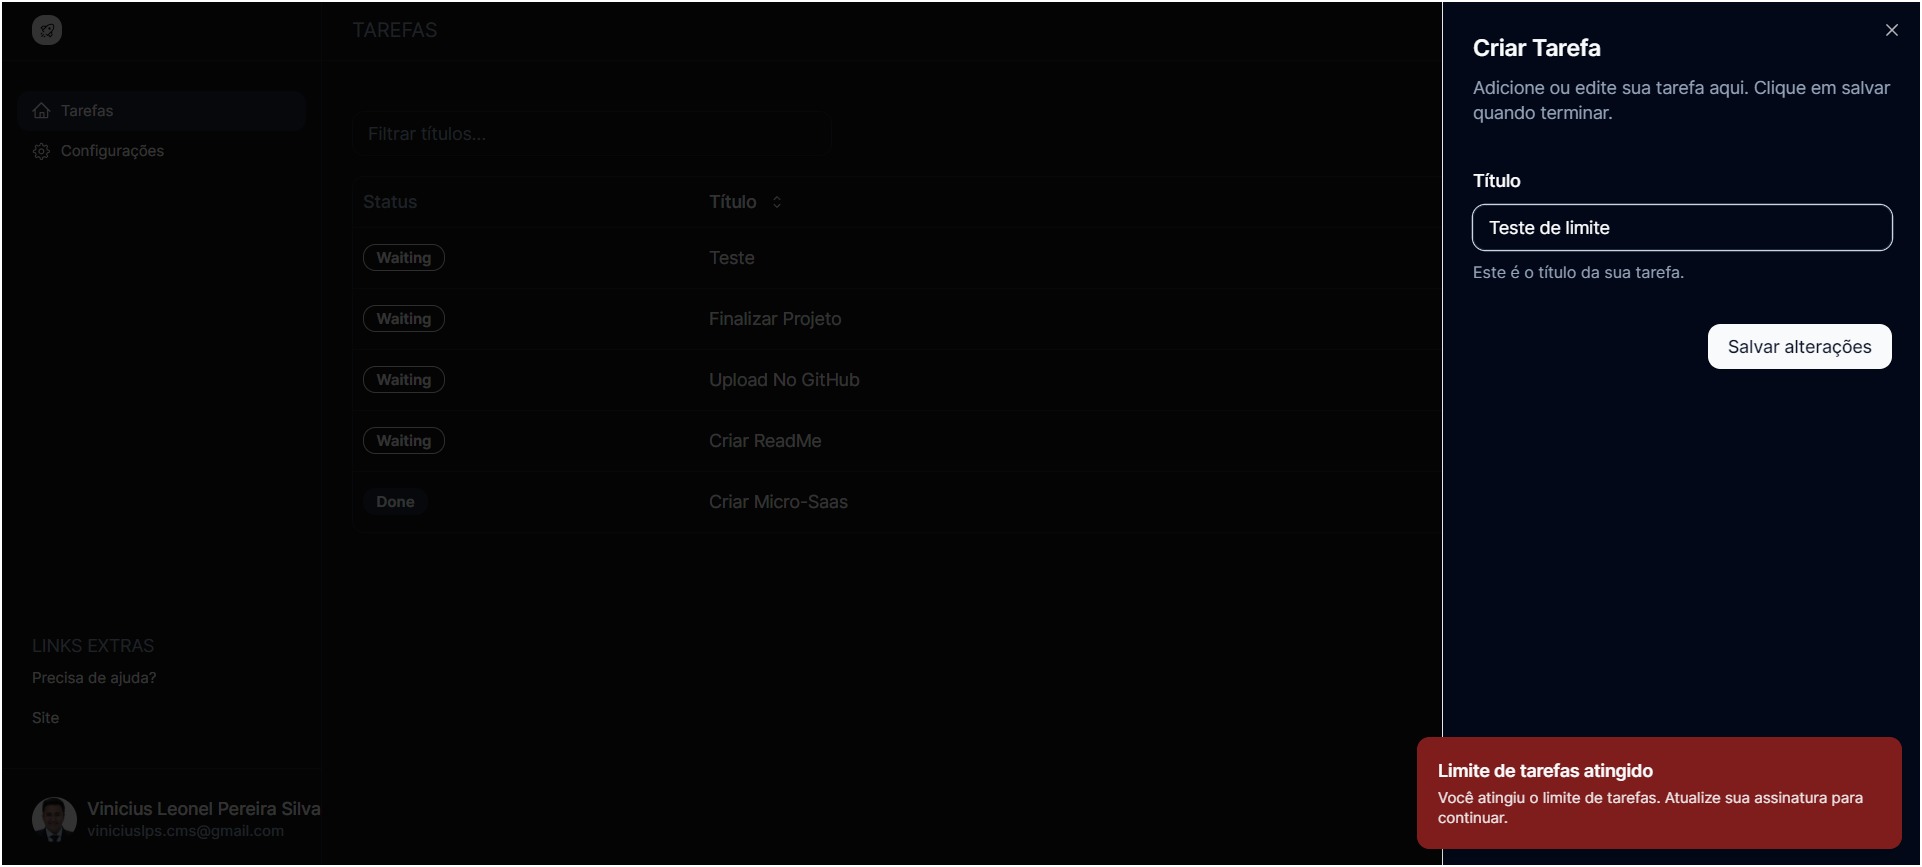 TAREFAS
Tarefas
Configurações
Filtrar títulos...
Status Título
Waiting Teste
Waiting Finalizar Projeto
Waiting Upload No GitHub
Waiting Criar ReadMe
Done Criar Micro-Saas
LINKS EXTRAS
Precisa de ajuda?
Site
Vinicius Leonel Pereira Silva
viniciuslps.cms@gmail.com
Criar Tarefa
Adicione ou edite sua tarefa aqui. Clique em salvar
quando terminar.
Título
Teste de limite
Este é o título da sua tarefa.
Salvar alterações
Limite de tarefas atingido
Você atingiu o limite de tarefas. Atualize sua assinatura para
continuar.